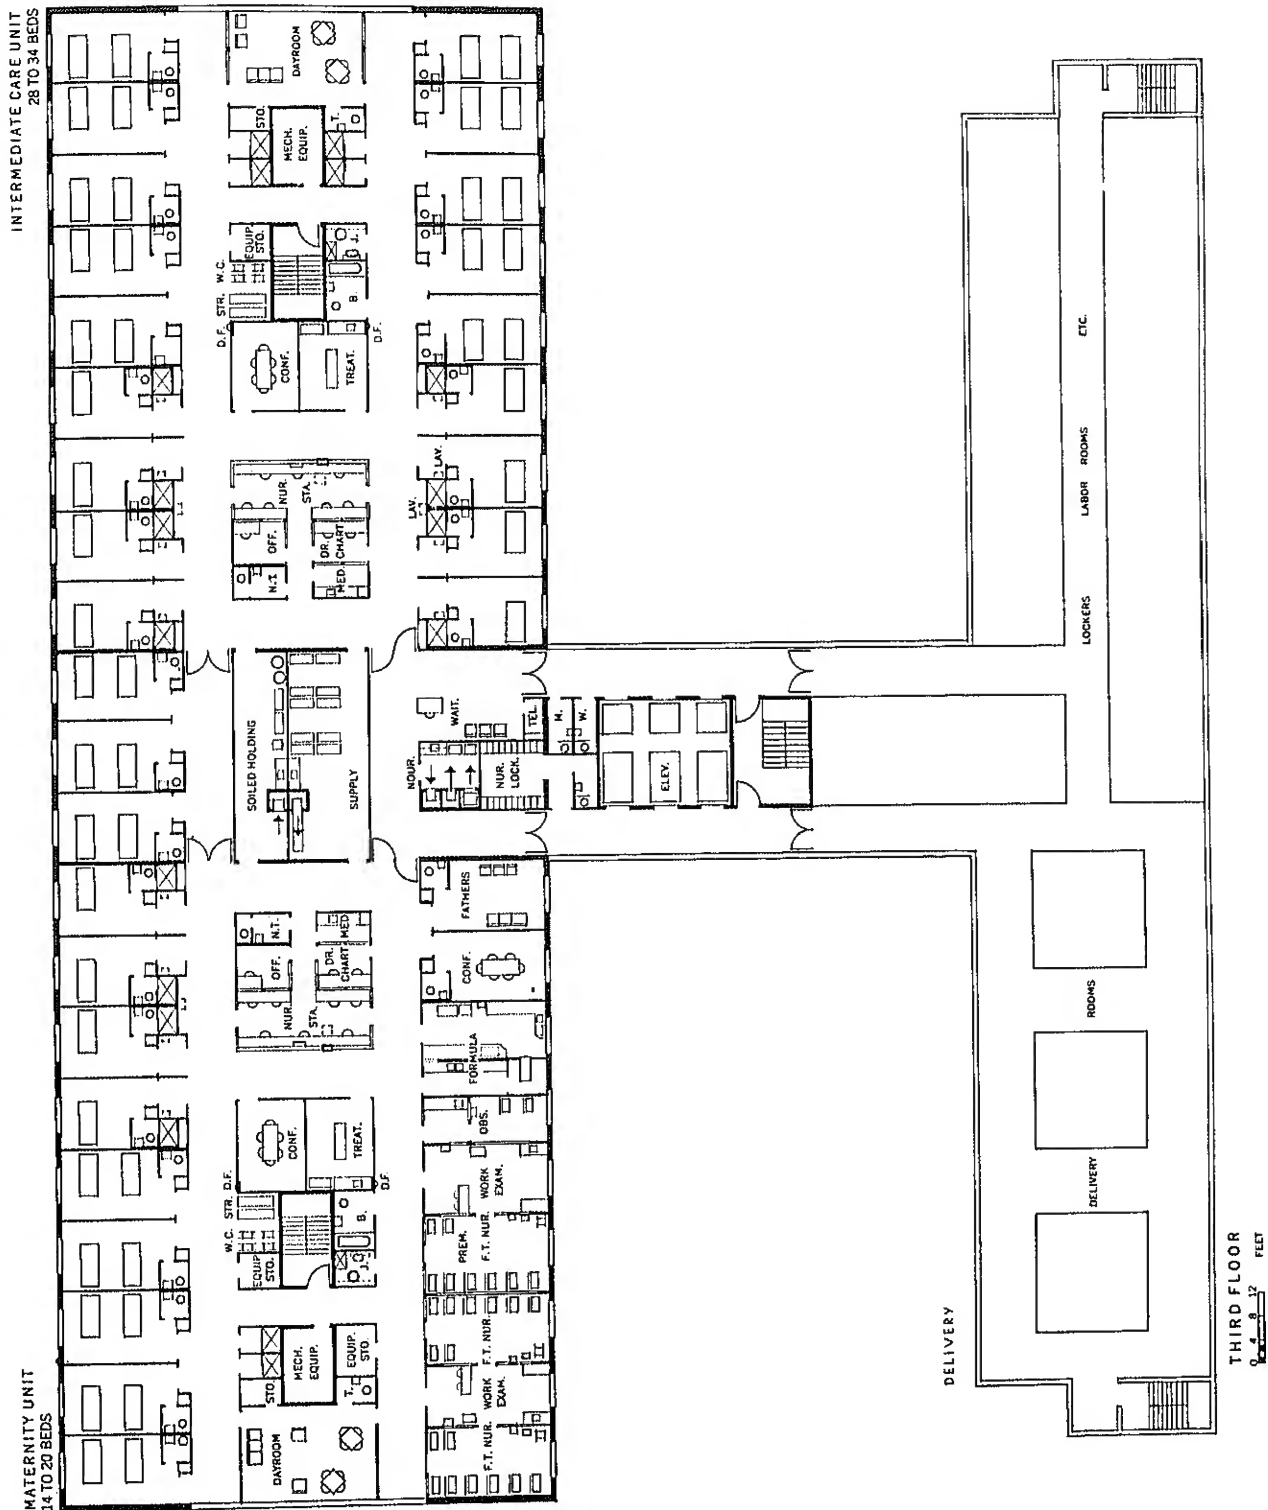 MATERNITY UNIT
14 TO 20 BEDS
INTERMEDIATE CARE UNIT
28 TO 34 BEDS
DAYROOM
STO.
MECH.
EQUIP.
EQUIP.
STO.
T.
W.C.
STR.
D.F.
EQUIP
STO.
J.
B.
CONF.
TREAT.
D.F.
NUR.
STA.
OFF.
DR.
CHART
N.T.
MED
SOILED HOLDING
SUPPLY
N.T.
MED.
OFF.
DR.
CHART
NUR.
STA.
D.F.
STR.
W.C.
CONF.
TREAT.
D.F.
EQUIP.
STO.
B.
J.
STO.
MECH.
EQUIP.
T.
DAYROOM
F.T. NUR.
WORK
EXAM.
F.T. NUR.
PREM.
F.T. NUR.
WORK
EXAM.
OBS.
FORMULA
CONF.
FATHERS
NOUR.
NUR.
LOCK.
WAIT.
TEL.
M.
W.
ELEV.
LAV.
LAV.
DELIVERY
DELIVERY
ROOMS
LOCKERS
LABOR ROOMS
ETC.
THIRD FLOOR
0 4 8 12
FEET